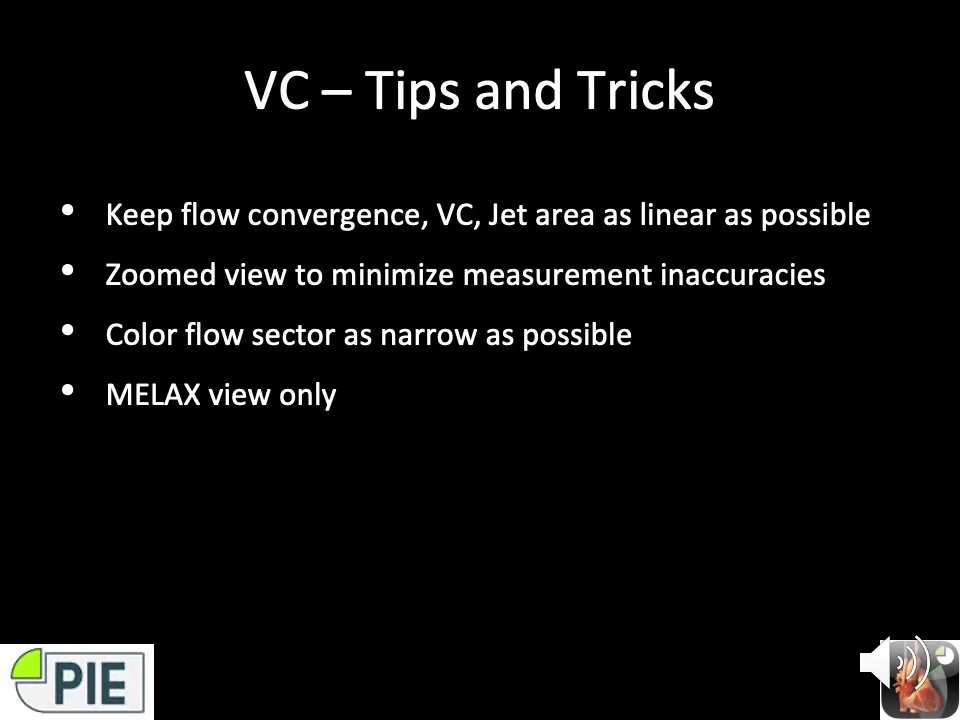 VC – Tips and Tricks
• Keep flow convergence, VC, Jet area as linear as possible
• Zoomed view to minimize measurement inaccuracies
• Color flow sector as narrow as possible
• MELAX view only
PIE